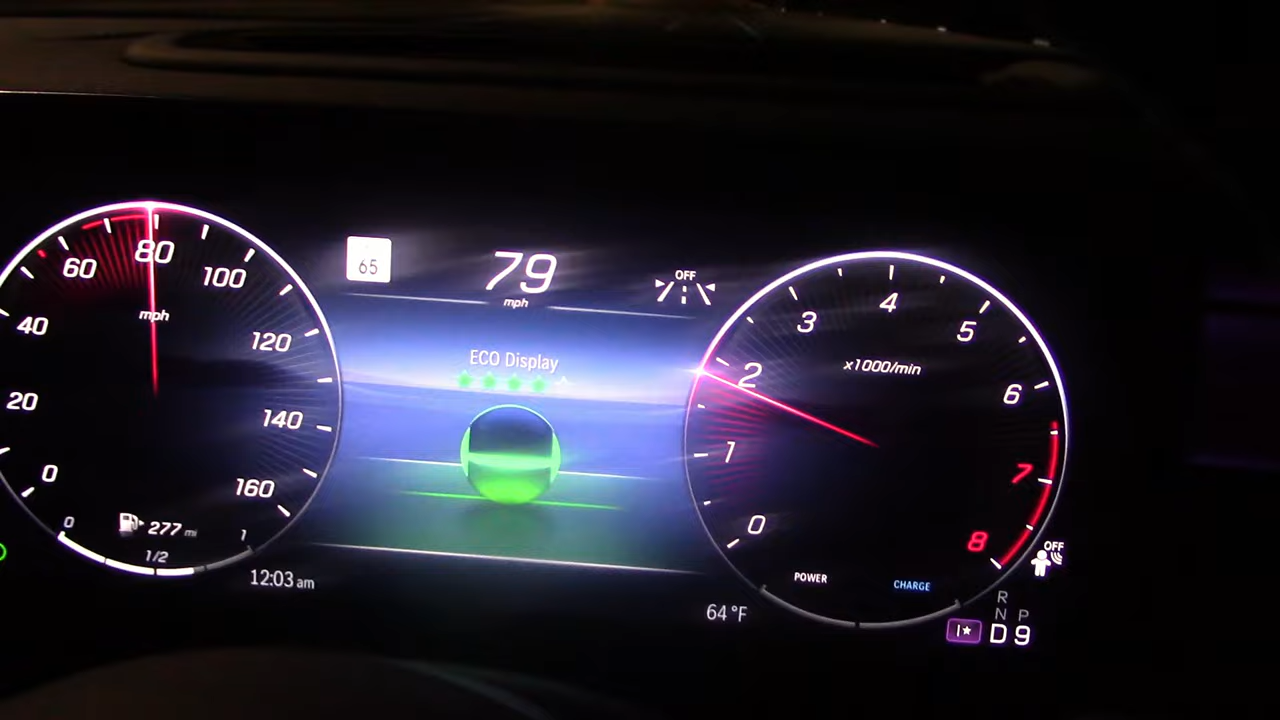 65
79
mph
OFF
0
20
40
60
80
100
120
140
160
mph
277 mi
0
1/2
1
12:03 am
ECO Display
0
1
2
3
4
5
6
7
8
x1000/min
POWER
CHARGE
OFF
64°F
R
N P
D 9
I★